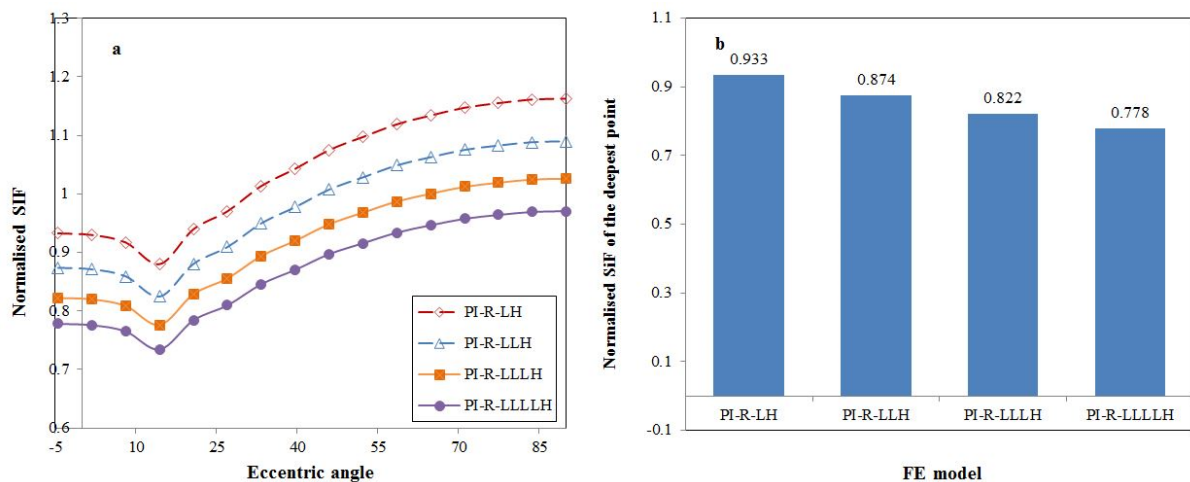 1.3
a
1.2
1.1
1
0.9
0.8
0.7
0.6
Normalised SIF
PI-R-LH
PI-R-LLH
PI-R-LLLH
PI-R-LLLLH
-5 10 25 40 55 70 85
Eccentric angle
1.1
b
0.9
0.7
0.5
0.3
0.1
-0.1
Normalised SiF of the deepest point
0.933
0.874
0.822
0.778
PI-R-LH PI-R-LLH PI-R-LLLH PI-R-LLLLH
FE model